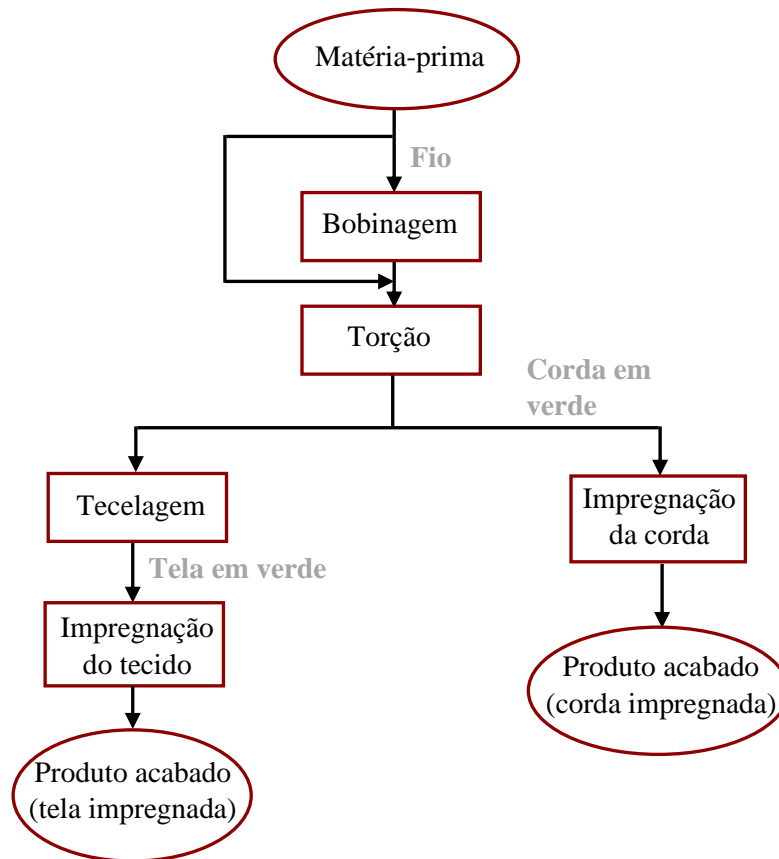 Matéria-prima
Fio
Bobinagem
Torção
Corda em
verde
Tecelagem
Impregnação
da corda
Tela em verde
Impregnação
do tecido
Produto acabado
(corda impregnada)
Produto acabado
(tela impregnada)